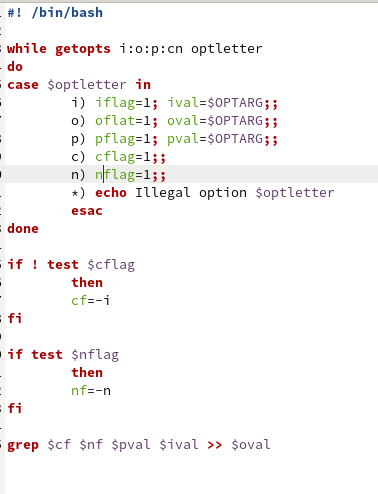 #! /bin/bash
while getopts i:o:p:cn optletter
do
case $optletter in
i) iflag=1; ival=$OPTARG;;
o) oflat=1; oval=$OPTARG;;
p) pflag=1; pval=$OPTARG;;
c) cflag=1;;
n) nflag=1;;
*) echo Illegal option $optletter
esac
done
if ! test $cflag
then
cf=-i
fi
if test $nflag
then
nf=-n
fi
grep $cf $nf $pval $ival >> $oval